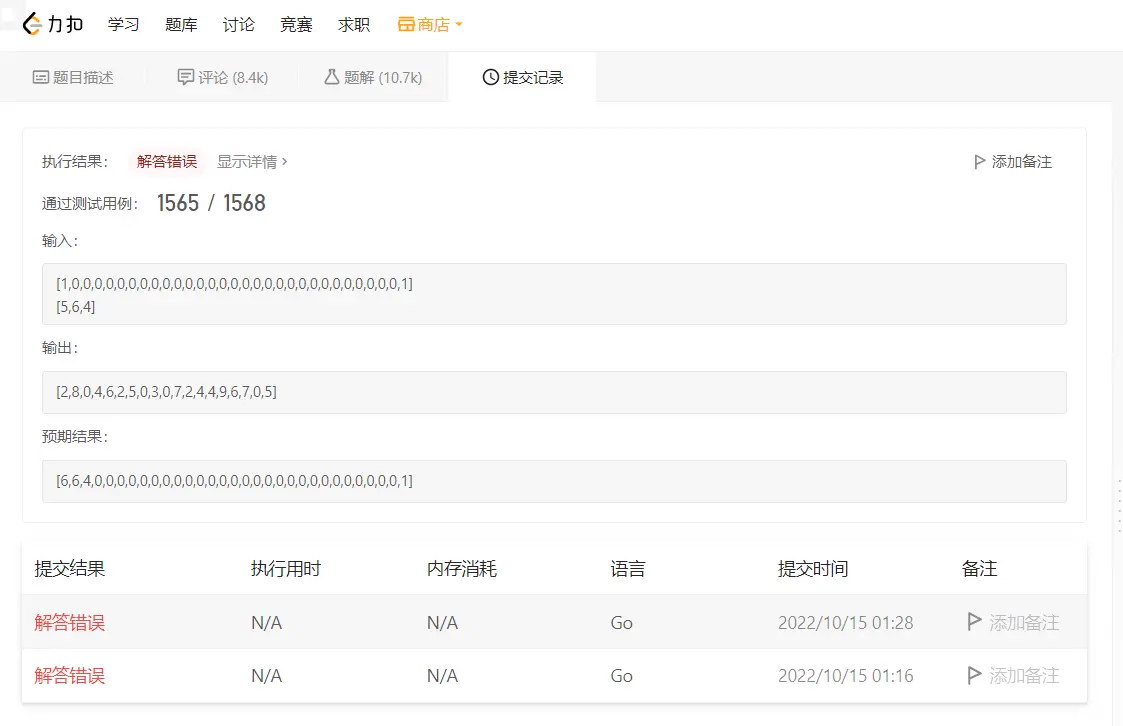 力扣 学习 题库 讨论 竞赛 求职 商店
题目描述 评论 (8.4k) 题解 (10.7k) 提交记录
执行结果： 解答错误 显示详情 › 添加备注
通过测试用例： 1565 / 1568
输入：
[1,0,0,0,0,0,0,0,0,0,0,0,0,0,0,0,0,0,0,0,0,0,0,0,0,0,0,0,0,0,1]
[5,6,4]
输出：
[2,8,0,4,6,2,5,0,3,0,7,2,4,4,9,6,7,0,5]
预期结果：
[6,6,4,0,0,0,0,0,0,0,0,0,0,0,0,0,0,0,0,0,0,0,0,0,0,0,0,0,0,0,1]
提交结果 执行用时 内存消耗 语言 提交时间 备注
解答错误 N/A N/A Go 2022/10/15 01:28 添加备注
解答错误 N/A N/A Go 2022/10/15 01:16 添加备注